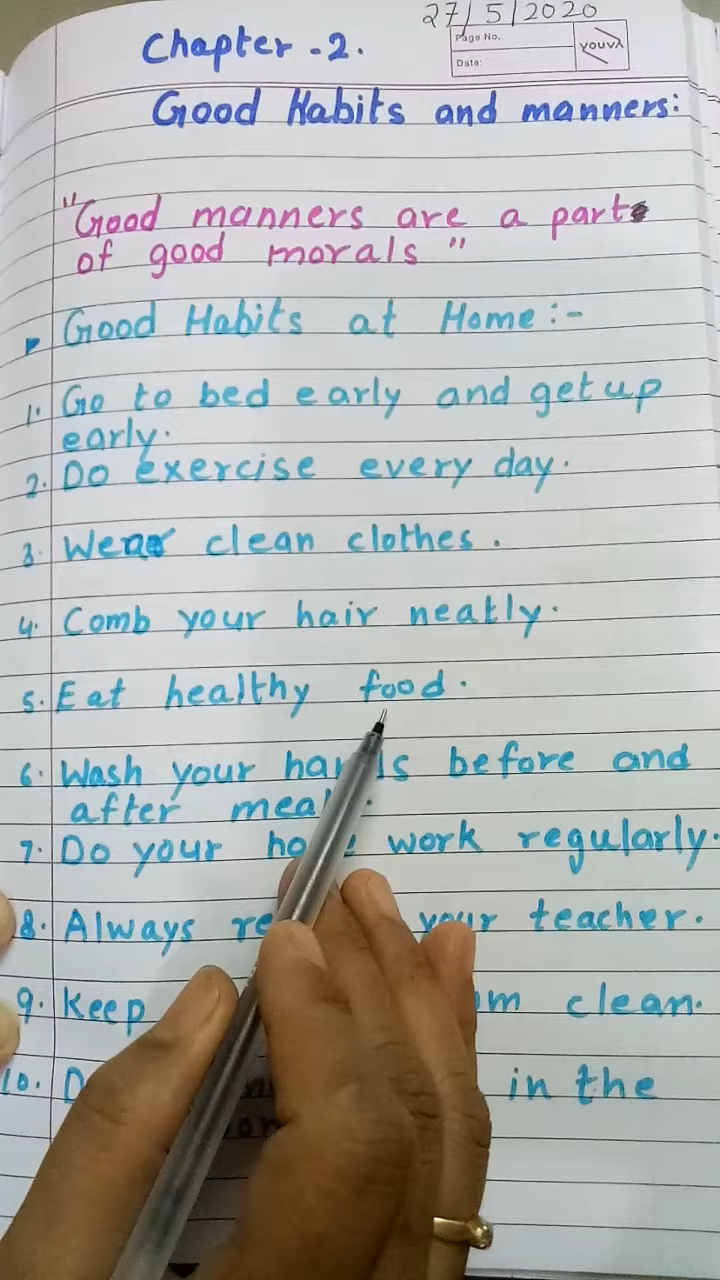 27/5/2020
Chapter - 2.
Page No.
Date:
youva
Good Habits and manners:
"Good manners are a part
of good morals"
Good Habits at Home:-
1. Go to bed early and get up
early.
2. Do exercise every day.
3. Wear clean clothes.
4. Comb your hair neatly.
5. Eat healthy food.
6. Wash your before and
after
7. Do your work regularly.
8. Always your teacher.
9. Keep clean.
10. in the